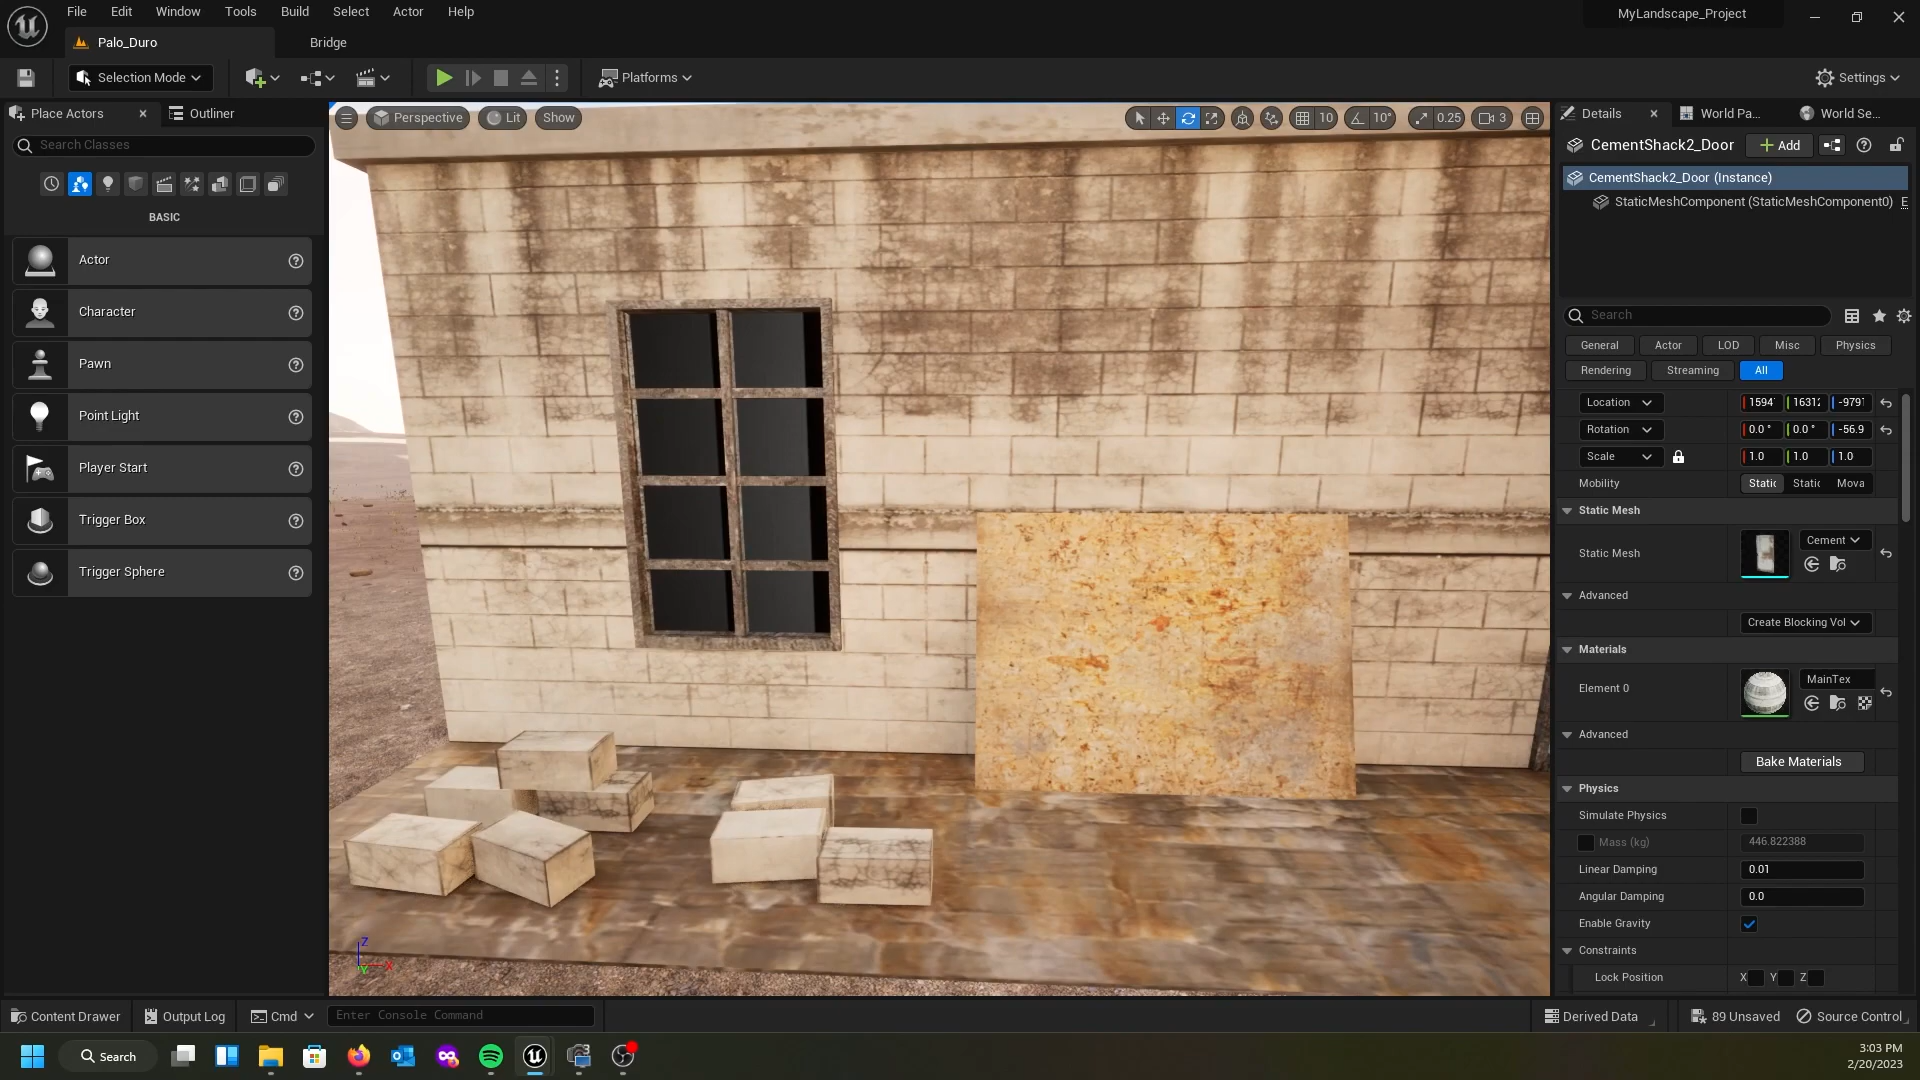 File Edit Window Tools Build Select Actor Help
MyLandscape_Project
Palo_Duro
Bridge
Selection Mode
Platforms
Settings
Place Actors
Outliner
Search Classes
BASIC
Actor
Character
Pawn
Point Light
Player Start
Trigger Box
Trigger Sphere
Perspective
Lit
Show
10
10°
0.25
3
Z
X
Y
Details
World Pa...
World Se...
CementShack2_Door
Add
CementShack2_Door (Instance)
StaticMeshComponent (StaticMeshComponent0) E
Search
General Actor LOD Misc Physics
Rendering Streaming All
Location 1594 1631 -979
Rotation 0.0 ° 0.0 ° -56.9
Scale 1.0 1.0 1.0
Mobility Static Static Mova
Static Mesh
Static Mesh
Cement
Advanced
Create Blocking Vol
Materials
Element 0
MainTex
Advanced
Bake Materials
Physics
Simulate Physics
Mass (kg) 446.822388
Linear Damping 0.01
Angular Damping 0.0
Enable Gravity
Constraints
Lock Position X Y Z
Content Drawer
Output Log
Cmd
Enter Console Command
Derived Data
89 Unsaved
Source Control
Search
3:03 PM
2/20/2023